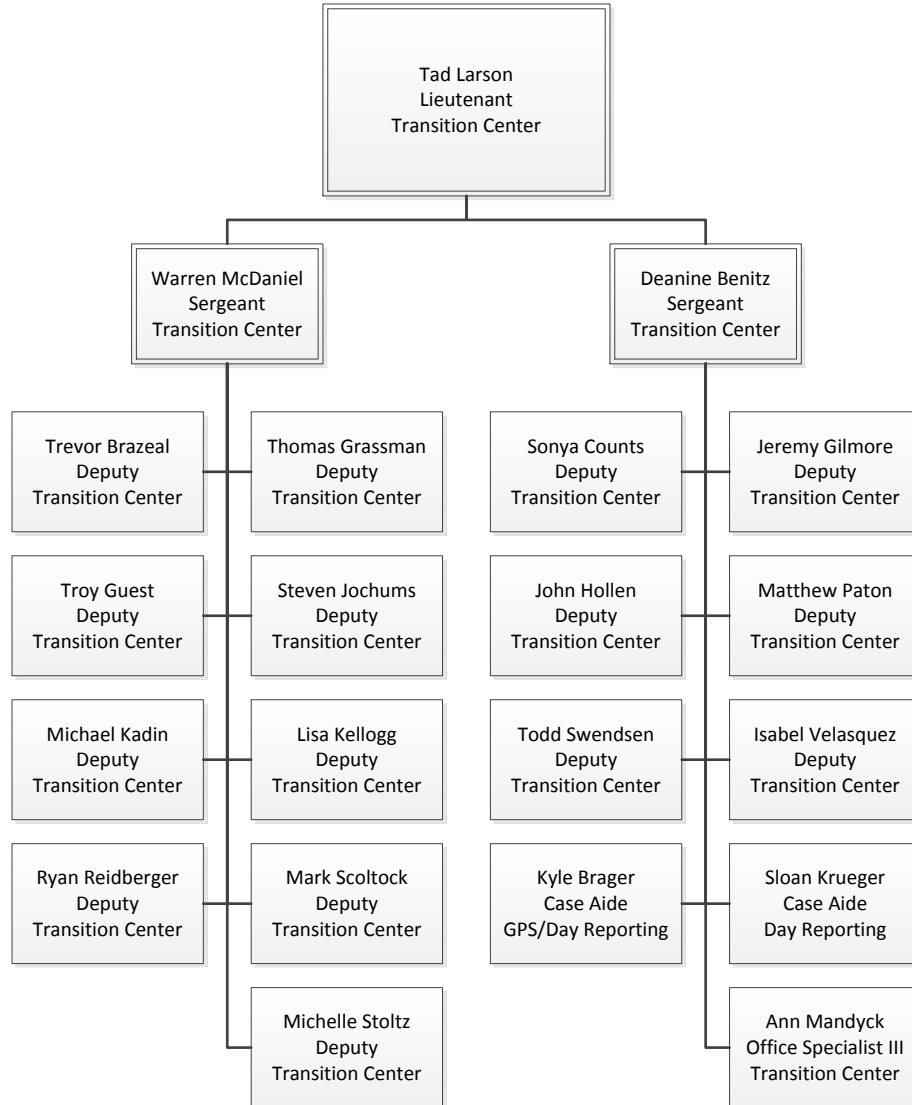 Tad Larson
Lieutenant
Transition Center
Warren McDaniel
Sergeant
Transition Center
Deanine Benitz
Sergeant
Transition Center
Trevor Brazeal
Deputy
Transition Center
Thomas Grassman
Deputy
Transition Center
Sonya Counts
Deputy
Transition Center
Jeremy Gilmore
Deputy
Transition Center
Troy Guest
Deputy
Transition Center
Steven Jochums
Deputy
Transition Center
John Hollen
Deputy
Transition Center
Matthew Paton
Deputy
Transition Center
Michael Kadin
Deputy
Transition Center
Lisa Kellogg
Deputy
Transition Center
Todd Swendsen
Deputy
Transition Center
Isabel Velasquez
Deputy
Transition Center
Ryan Reidberger
Deputy
Transition Center
Mark Scoltock
Deputy
Transition Center
Kyle Brager
Case Aide
GPS/Day Reporting
Sloan Krueger
Case Aide
Day Reporting
Michelle Stoltz
Deputy
Transition Center
Ann Mandyck
Office Specialist III
Transition Center